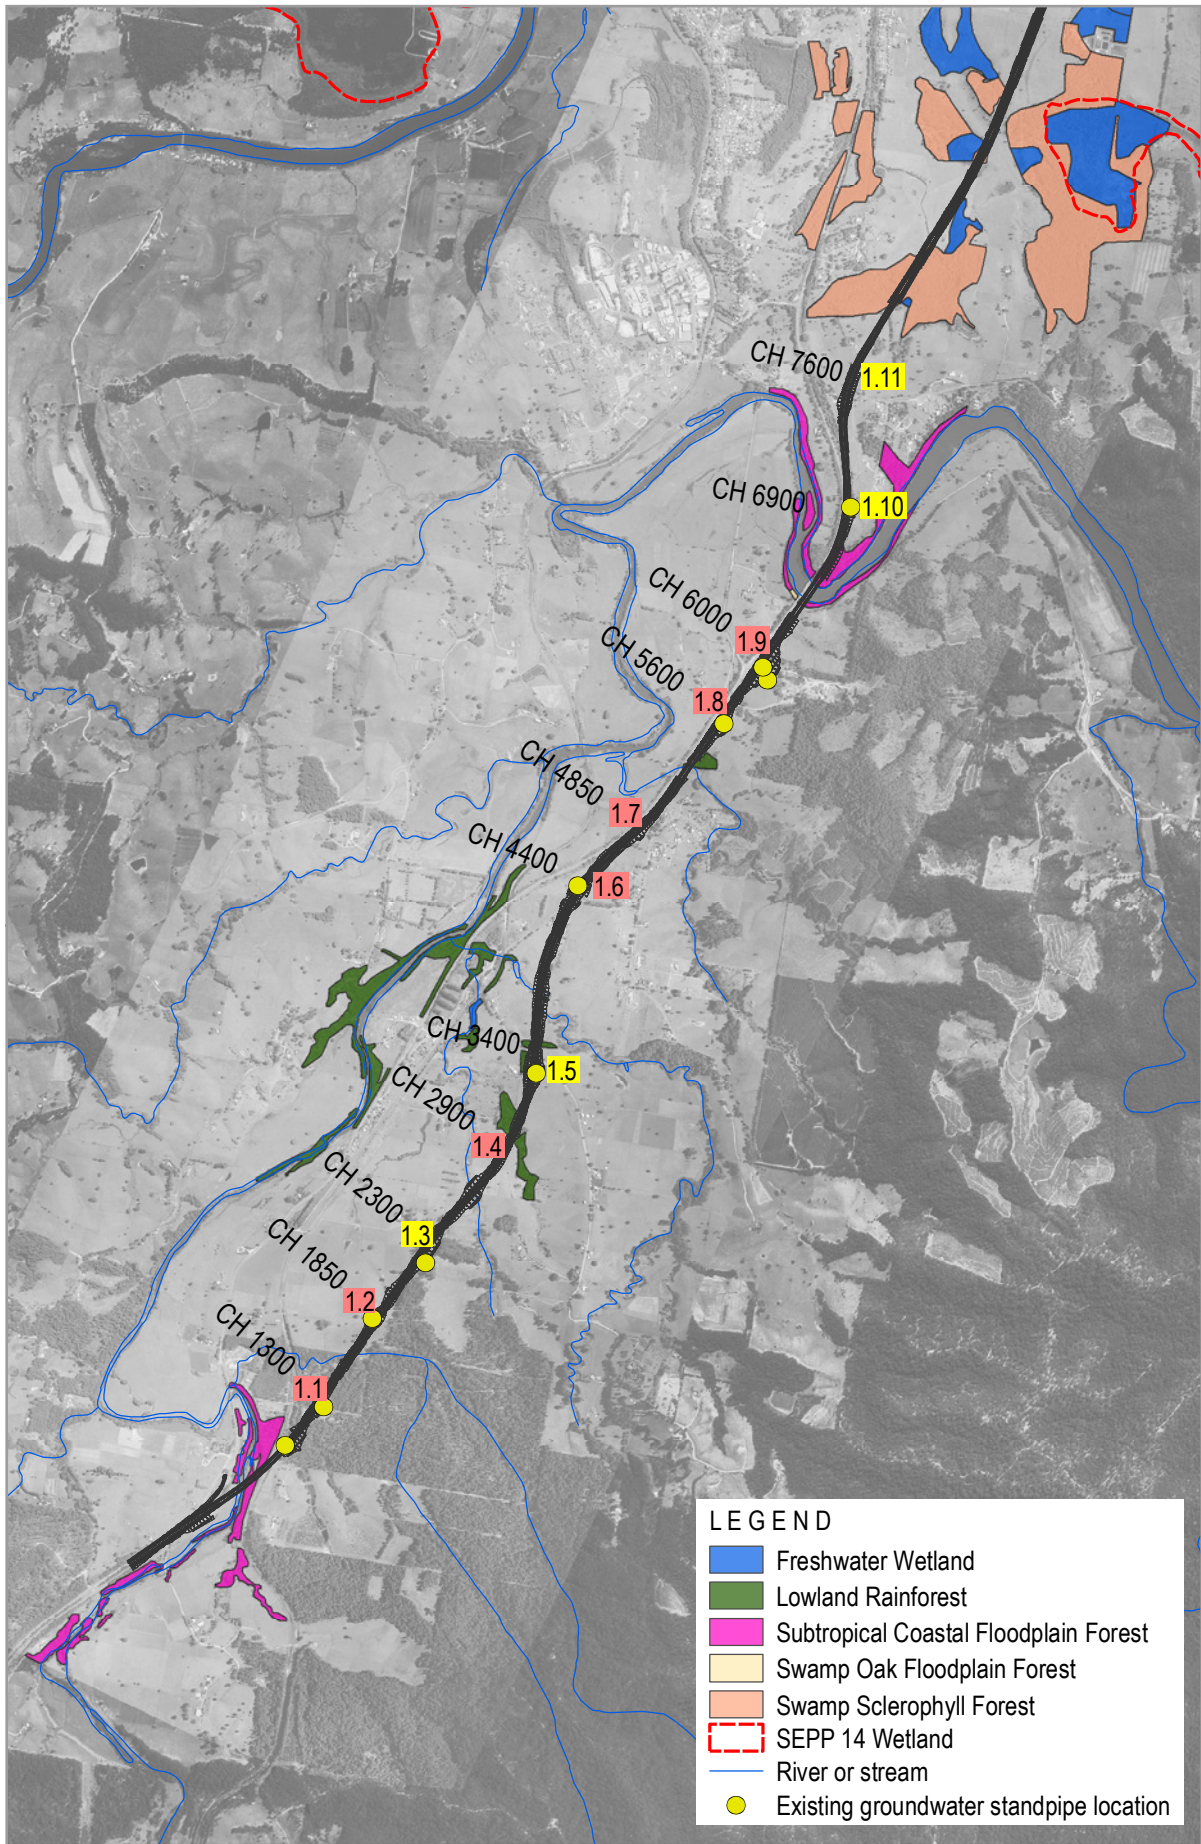 CH 7600
1.11
CH 6900
1.10
CH 6000
1.9
CH 5600
1.8
CH 4850
1.7
CH 4400
1.6
CH 3400
1.5
CH 2900
1.4
CH 2300
1.3
CH 1850
1.2
CH 1300
1.1
LEGEND
Freshwater Wetland
Lowland Rainforest
Subtropical Coastal Floodplain Forest
Swamp Oak Floodplain Forest
Swamp Sclerophyll Forest
SEPP 14 Wetland
River or stream
Existing groundwater standpipe location